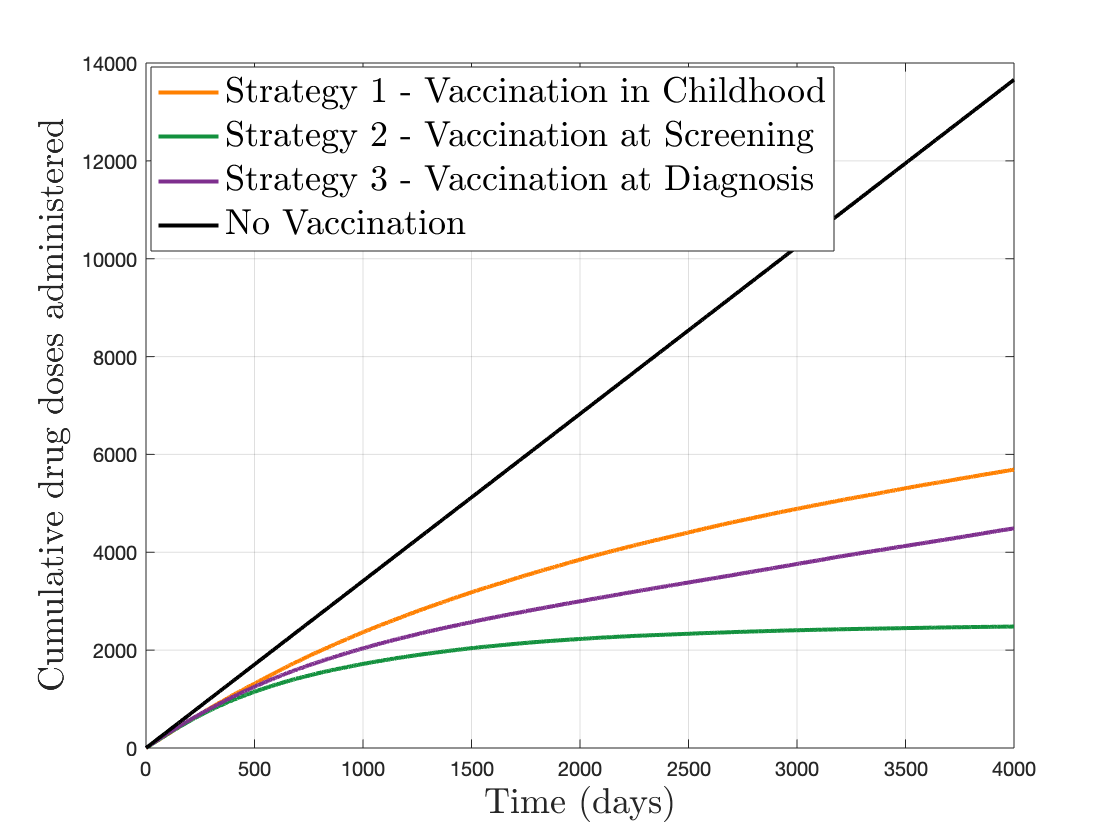 14000
12000
10000
8000
6000
4000
2000
0
Cumulative drug doses administered
Strategy 1 - Vaccination in Childhood
Strategy 2 - Vaccination at Screening
Strategy 3 - Vaccination at Diagnosis
No Vaccination
0 500 1000 1500 2000 2500 3000 3500 4000
Time (days)